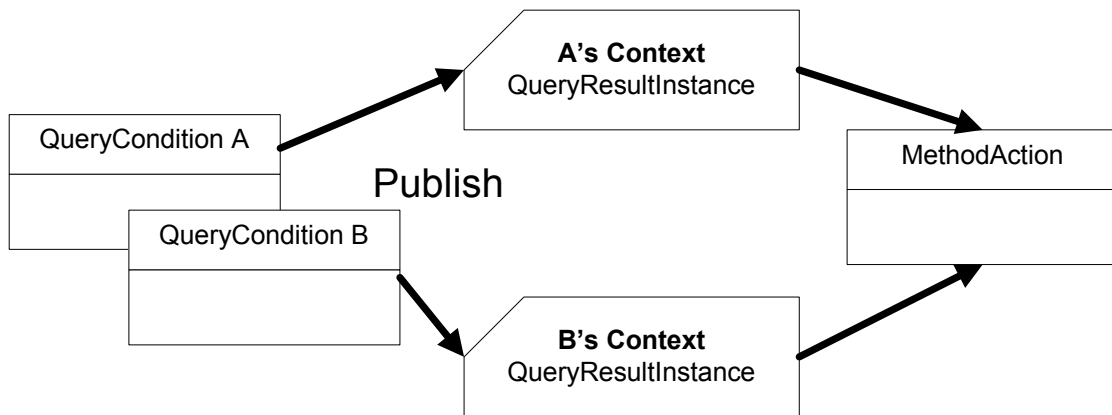 A’s Context
QueryResultInstance
QueryCondition A
MethodAction
Publish
QueryCondition B
B’s Context
QueryResultInstance